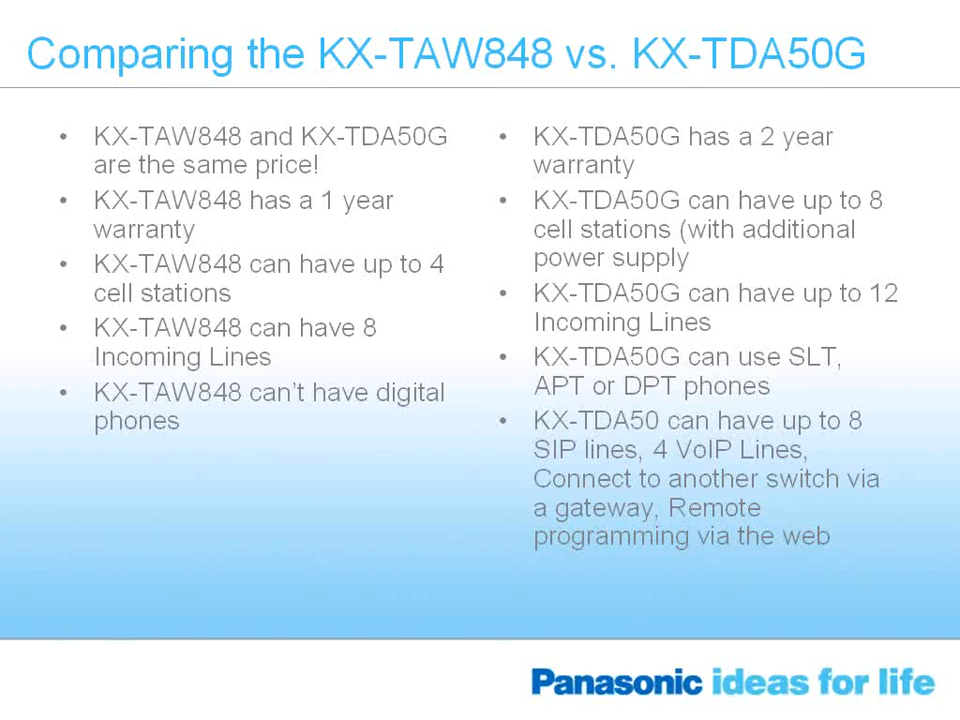 Comparing the KX-TAW848 vs. KX-TDA50G
• KX-TAW848 and KX-TDA50G
are the same price!
• KX-TAW848 has a 1 year
warranty
• KX-TAW848 can have up to 4
cell stations
• KX-TAW848 can have 8
Incoming Lines
• KX-TAW848 can't have digital
phones
• KX-TDA50G has a 2 year
warranty
• KX-TDA50G can have up to 8
cell stations (with additional
power supply
• KX-TDA50G can have up to 12
Incoming Lines
• KX-TDA50G can use SLT,
APT or DPT phones
• KX-TDA50 can have up to 8
SIP lines, 4 VoIP Lines,
Connect to another switch via
a gateway, Remote
programming via the web
Panasonic ideas for life